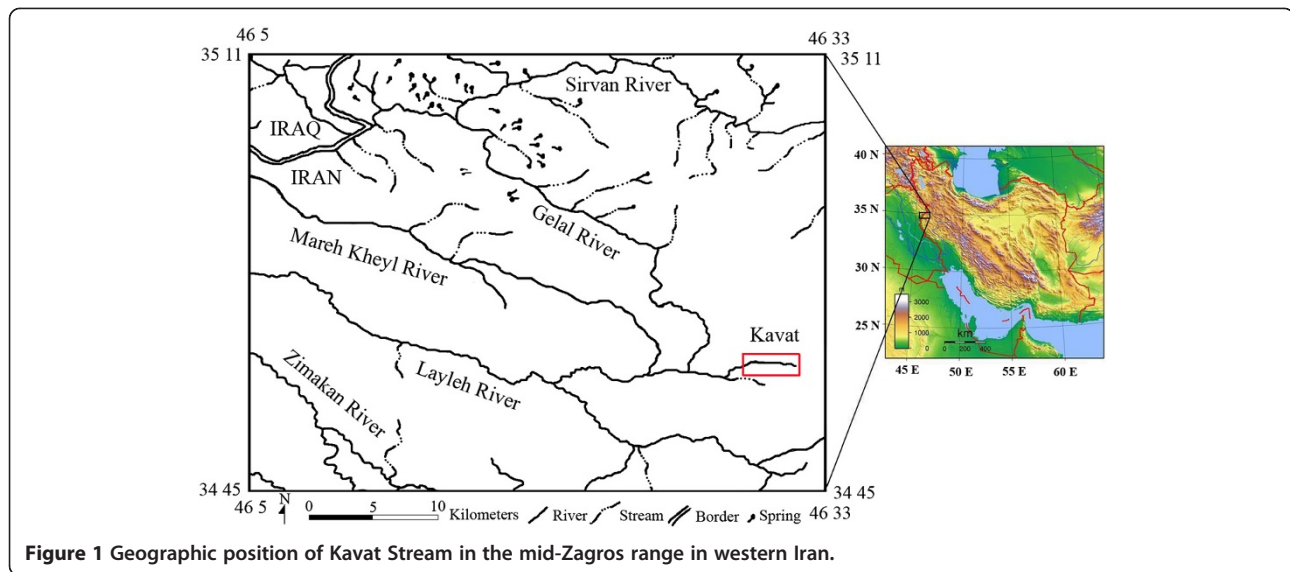 46 5
46 33
35 11
35 11
Sirvan River
IRAQ
IRAN
Gelal River
Mareh Kheyl River
Kavat
Layleh River
Zimakan River
34 45
34 45
46 5
46 33
N
0 5 10
Kilometers River Stream Border Spring
40 N
35 N
30 N
25 N
m
3000
2000
1000
0
km
0 200 400
45 E 50 E 55 E 60 E
Figure 1 Geographic position of Kavat Stream in the mid-Zagros range in western Iran.